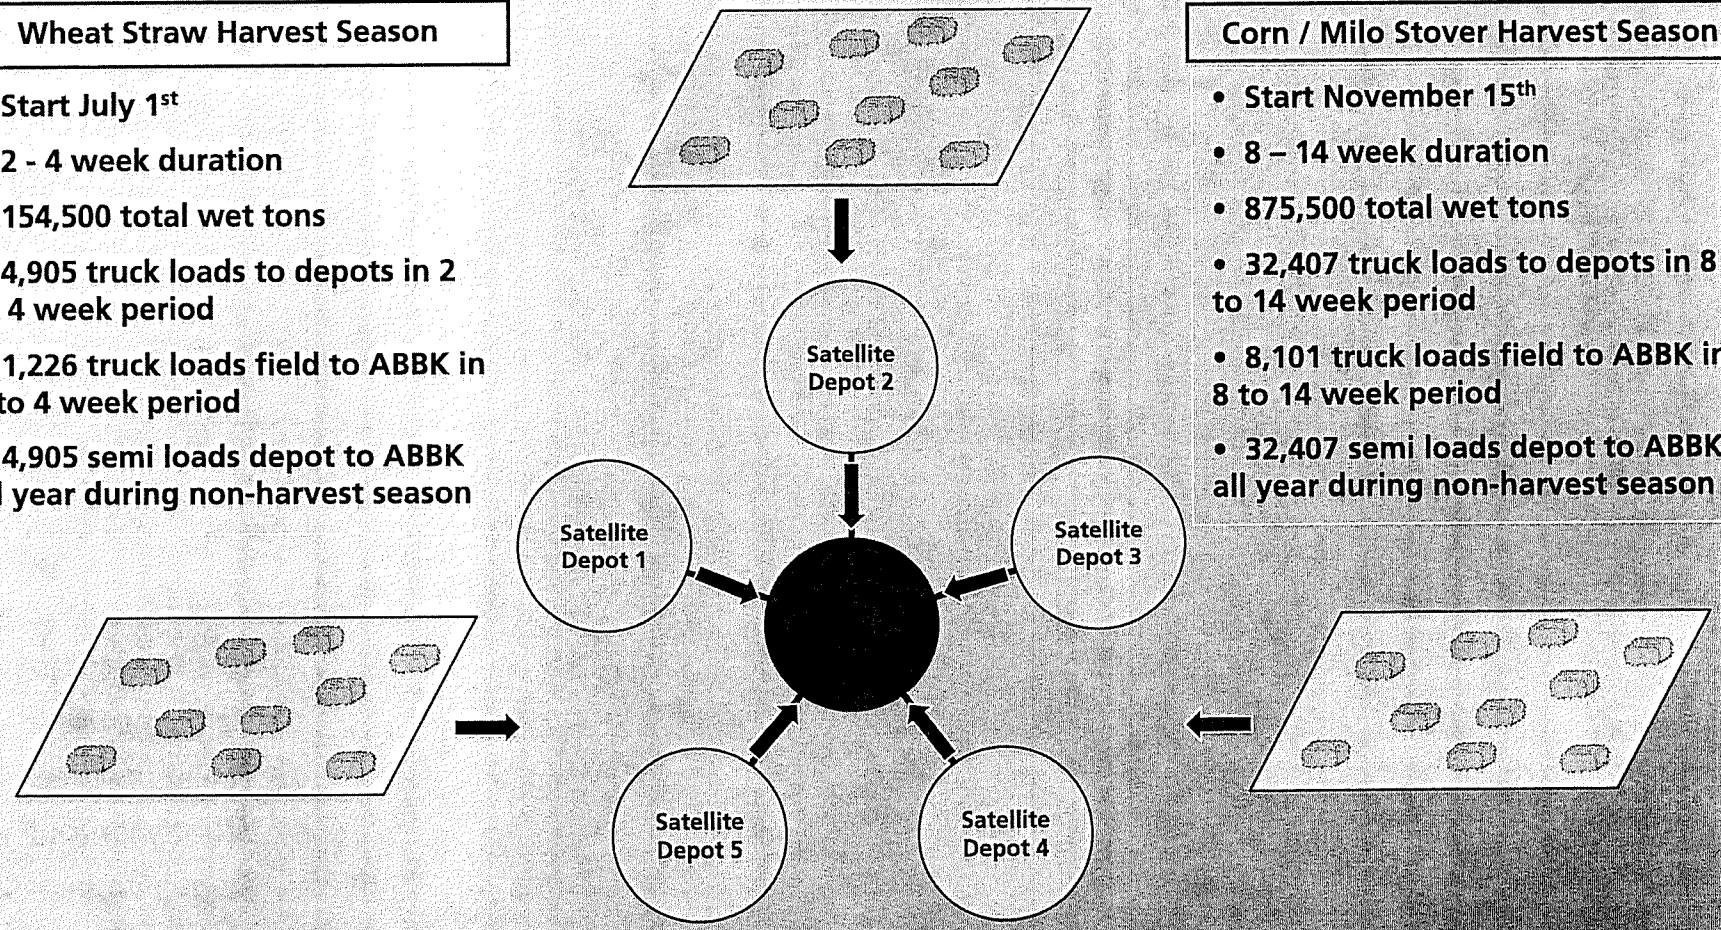 Wheat Straw Harvest Season
Start July 1st
2 - 4 week duration
154,500 total wet tons
4,905 truck loads to depots in 2
4 week period
1,226 truck loads field to ABBK in
to 4 week period
4,905 semi loads depot to ABBK
year during non-harvest season
Satellite
Depot 2
Satellite
Depot 1
Satellite
Depot 3
Satellite
Depot 5
Satellite
Depot 4
Corn / Milo Stover Harvest Season
• Start November 15th
• 8 – 14 week duration
• 875,500 total wet tons
• 32,407 truck loads to depots in 8
to 14 week period
• 8,101 truck loads field to ABBK in
8 to 14 week period
• 32,407 semi loads depot to ABBK
all year during non-harvest season